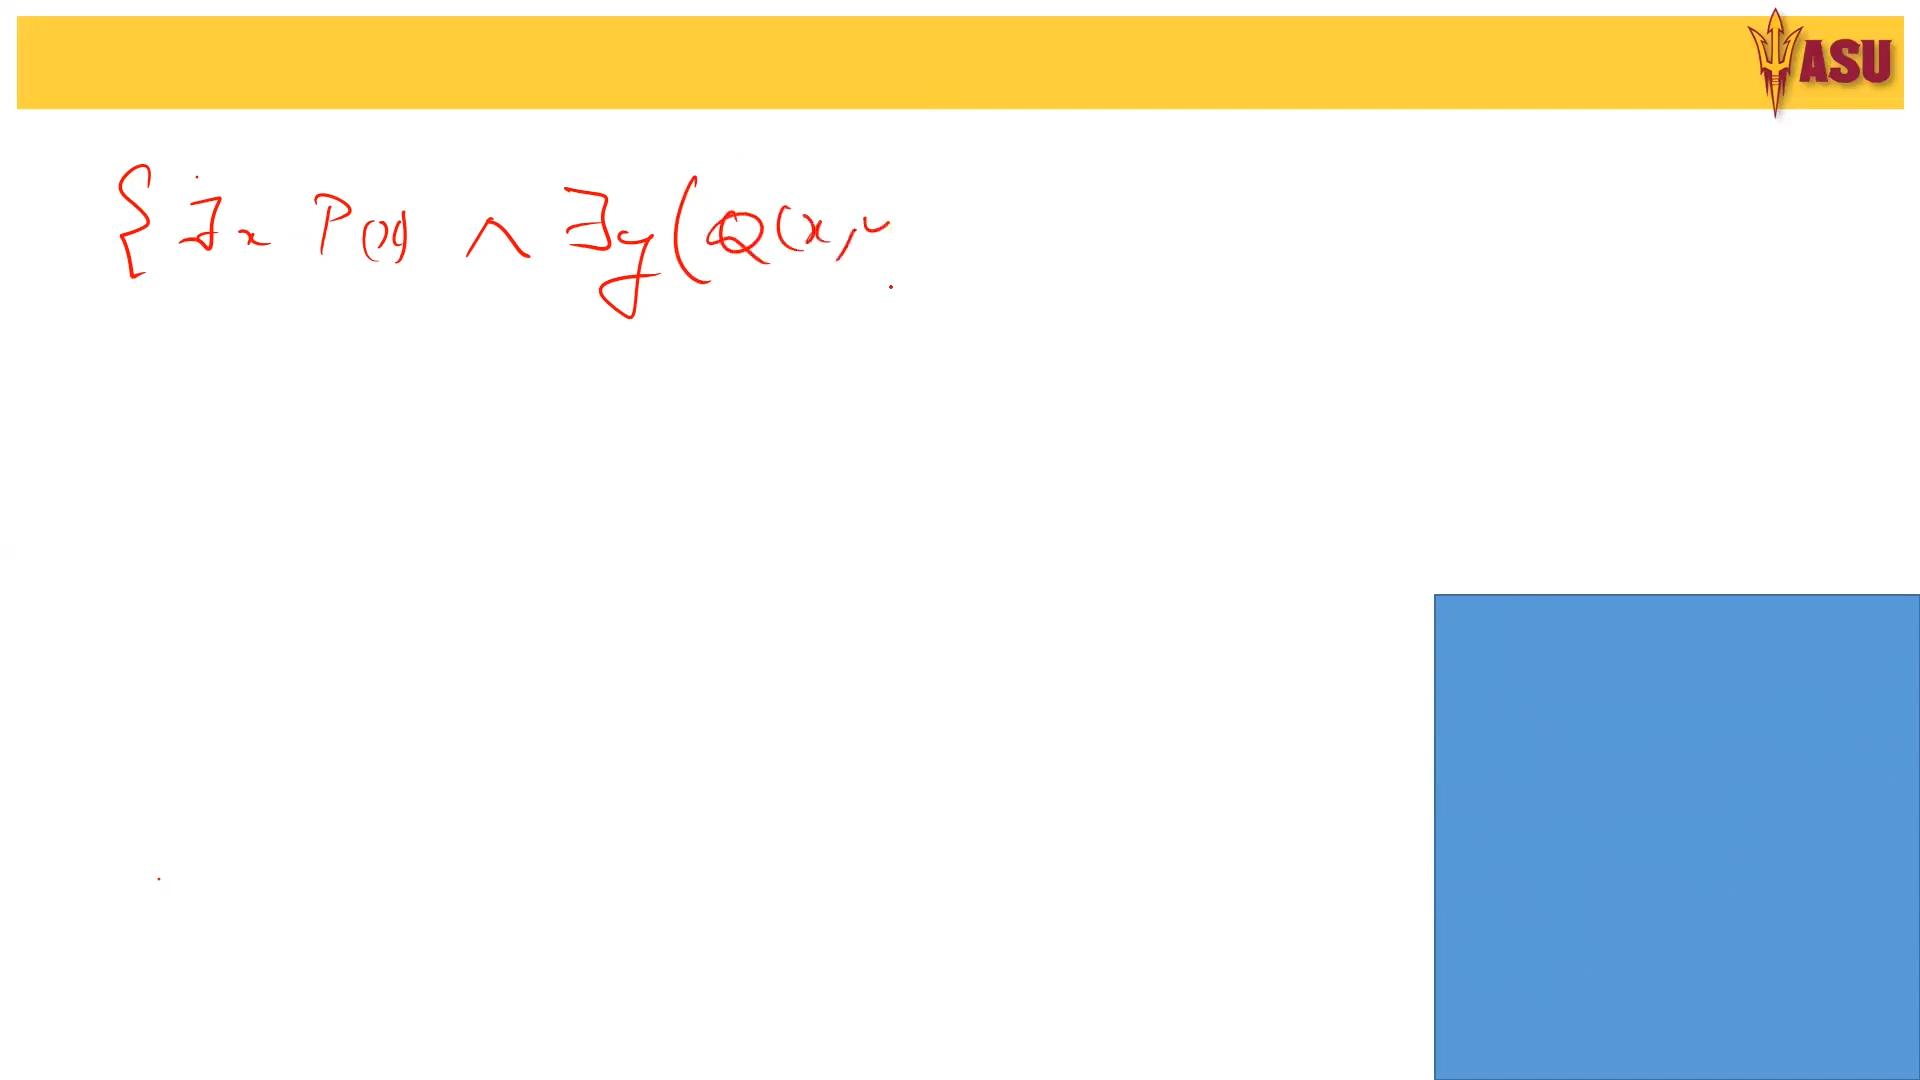 ASU
{ ∃x P(x) ∧ ∃y(Q(x,